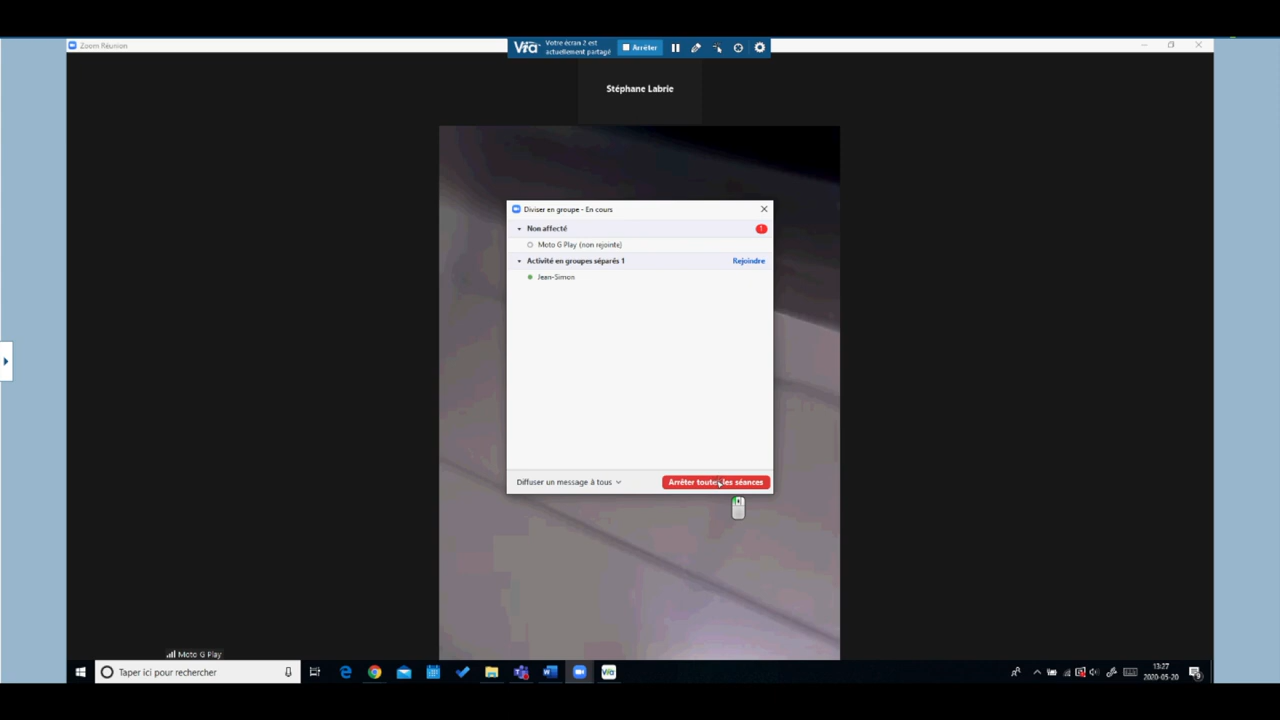 Zoom Réunion
Via
Votre écran 2 est
actuellement partagé
Arrêter
Stéphane Labrie
Diviser en groupe - En cours
Non affecté
1
Moto G Play (non rejointe)
Activité en groupes séparés 1
Rejoindre
Jean-Simon
Diffuser un message à tous
Arrêter toutes les séances
Moto G Play
Taper ici pour rechercher
Via
13:27
2020-05-20